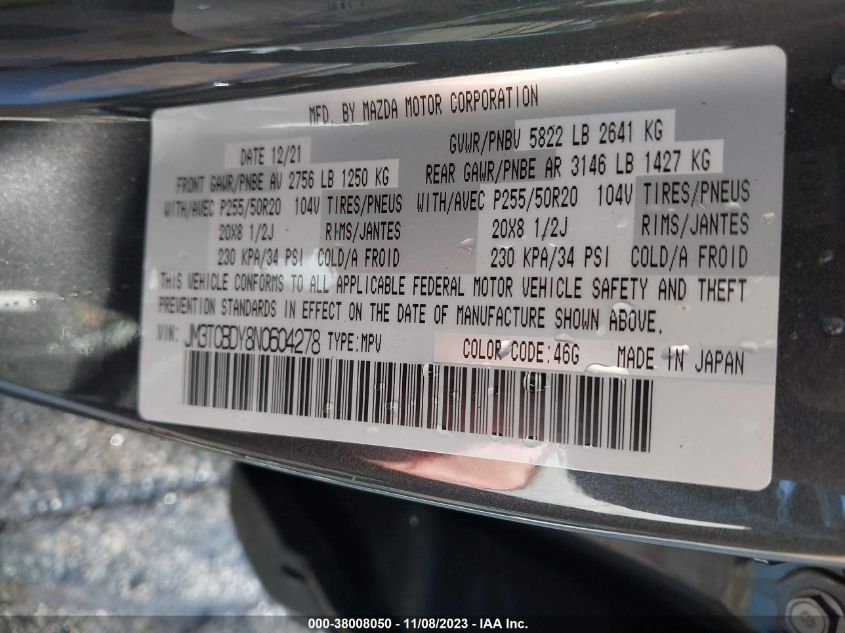 MFD. BY MAZDA MOTOR CORPORATION
DATE 12/21
GVWR/PNBV 5822 LB 2641 KG
FRONT GAWR/PNBE AV 2756 LB 1250 KG
REAR GAWR/PNBE AR 3146 LB 1427 KG
WITH/AVEC P255/50R20 104V TIRES/PNEUS
WITH/AVEC P255/50R20 104V TIRES/PNEUS
20X8 1/2J RIMS/JANTES
20X8 1/2J RIMS/JANTES
230 KPA/34 PSI COLD/A FROID
230 KPA/34 PSI COLD/A FROID
THIS VEHICLE CONFORMS TO ALL APPLICABLE FEDERAL MOTOR VEHICLE SAFETY AND THEFT
PREVENTION STANDARDS IN EFFECT ON THE DATE OF MANUFACTURE SHOWN ABOVE.
VIN: JM3TCBDY8N0604278 TYPE:MPV
COLOR CODE:46G MADE IN JAPAN
000-38008050 - 11/08/2023 - IAA Inc.